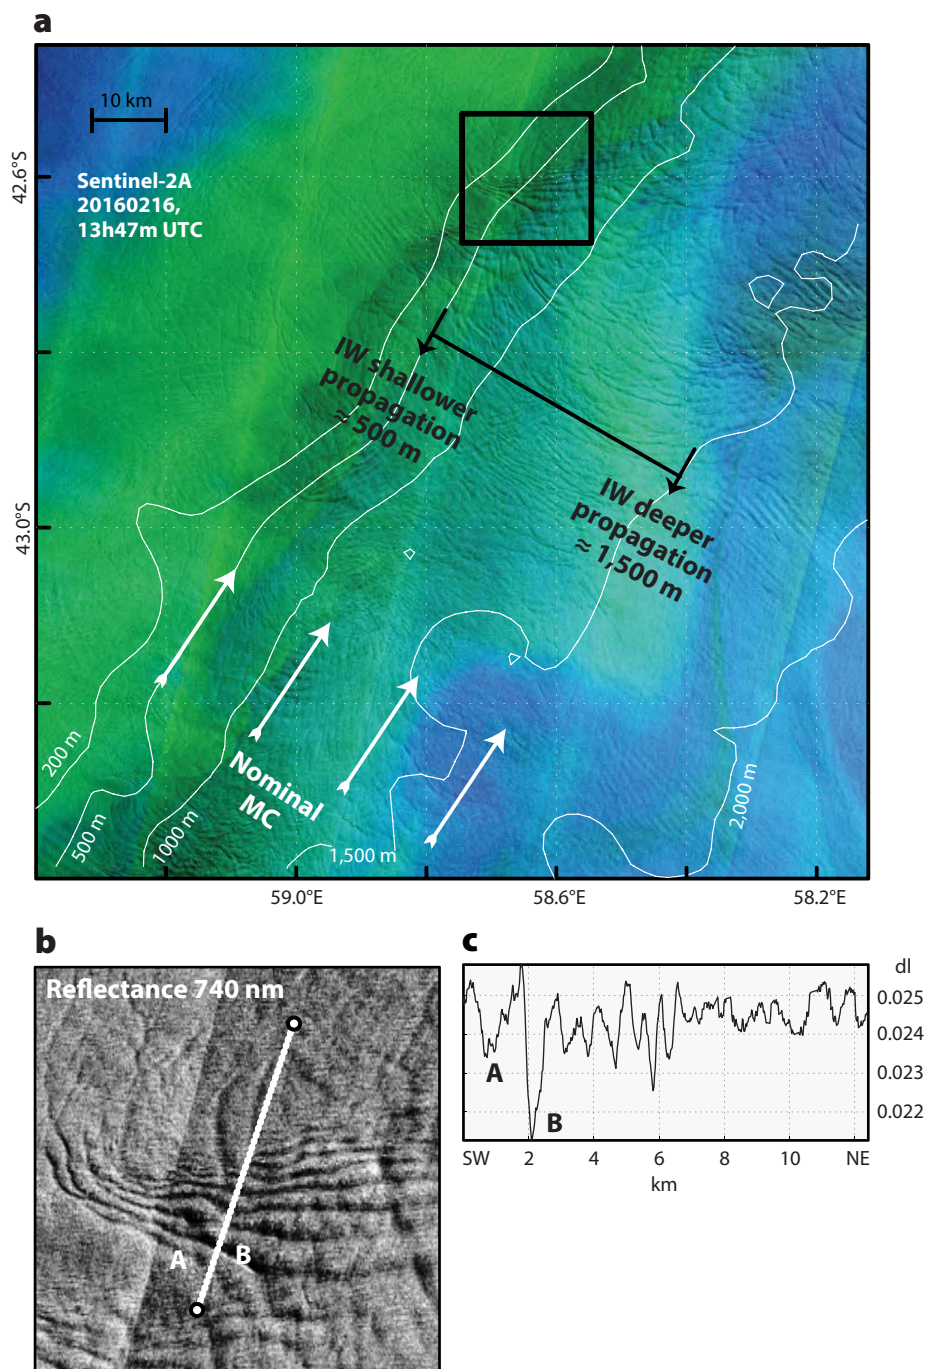 a
10 km
Sentinel-2A
20160216,
13h47m UTC
42.6°S
43.0°S
IW shallower
propagation
≈ 500 m
IW deeper
propagation
≈ 1,500 m
Nominal
MC
200 m
500 m
1000 m
1,500 m
2,000 m
59.0°E
58.6°E
58.2°E
b
Reflectance 740 nm
A
B
c
dl
0.025
0.024
0.023
0.022
A
B
SW 2 4 6 8 10 NE
km